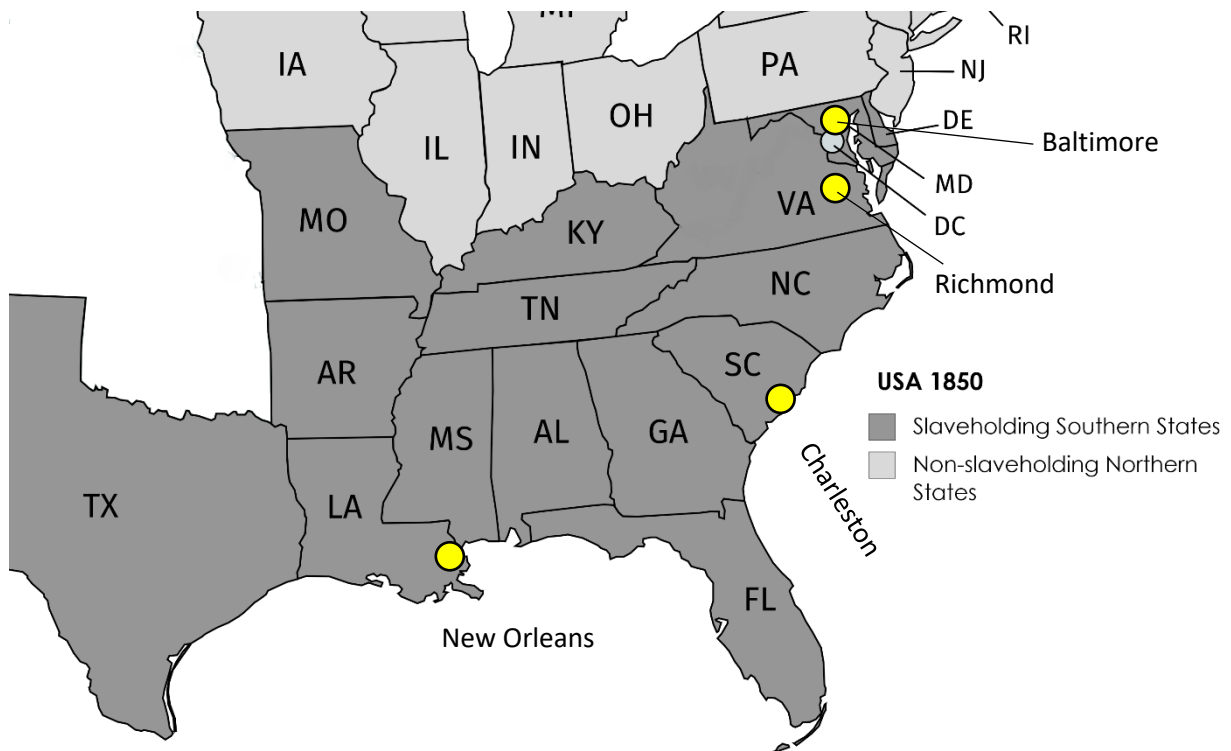 MI
RI
IA
PA
NJ
OH
DE
IL
IN
Baltimore
MD
MO
VA
DC
KY
NC
Richmond
TN
SC
AR
USA 1850
Slaveholding Southern States
MS
AL
GA
Non-slaveholding Northern
States
TX
LA
Charleston
FL
New Orleans